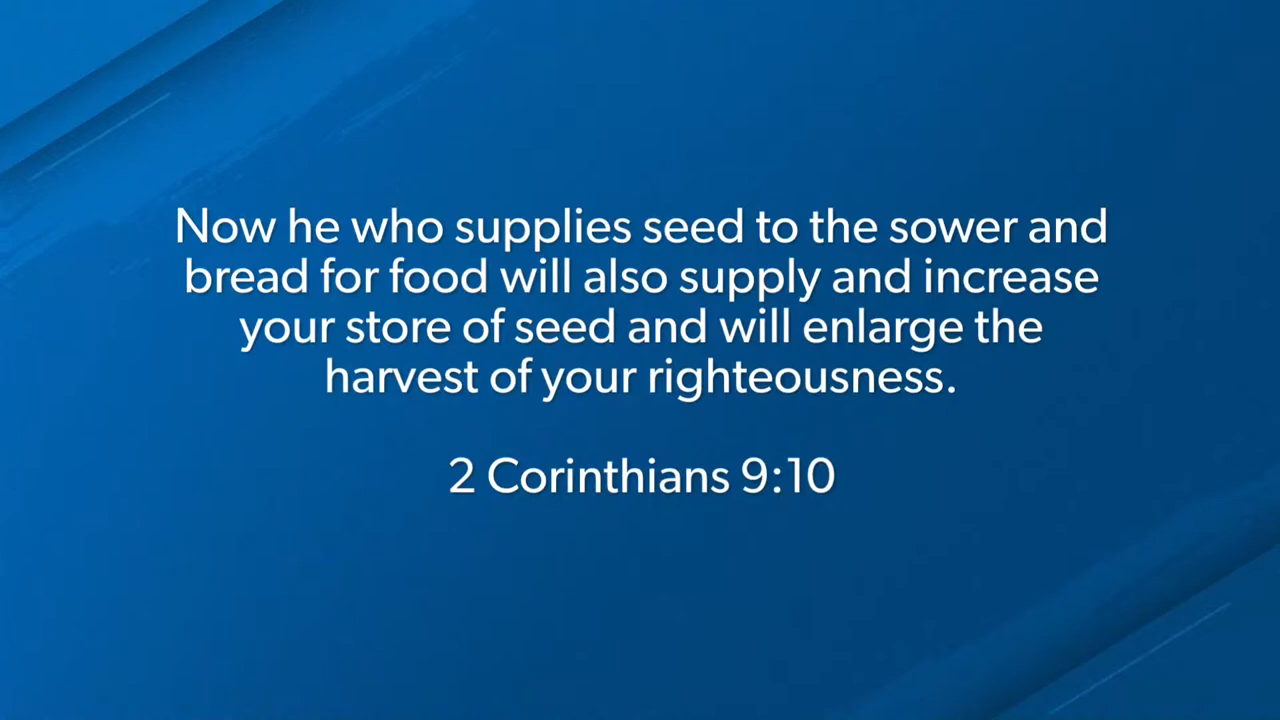 Now he who supplies seed to the sower and
bread for food will also supply and increase
your store of seed and will enlarge the
harvest of your righteousness.
2 Corinthians 9:10